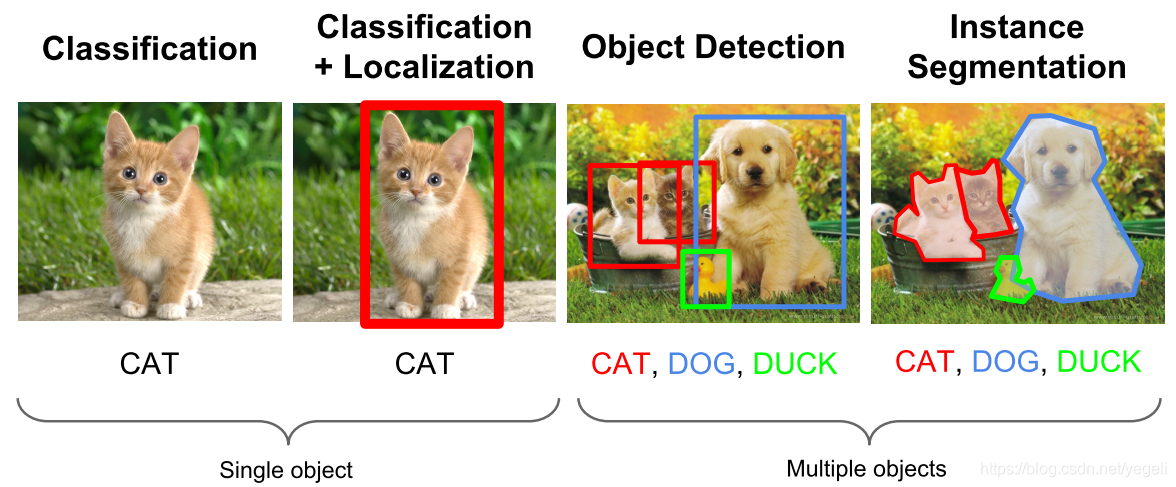 Classification
Classification
+ Localization
Object Detection
Instance
Segmentation
CAT
CAT
CAT, DOG, DUCK
CAT, DOG, DUCK
Single object
Multiple objects
https://blog.csdn.net/yegeli